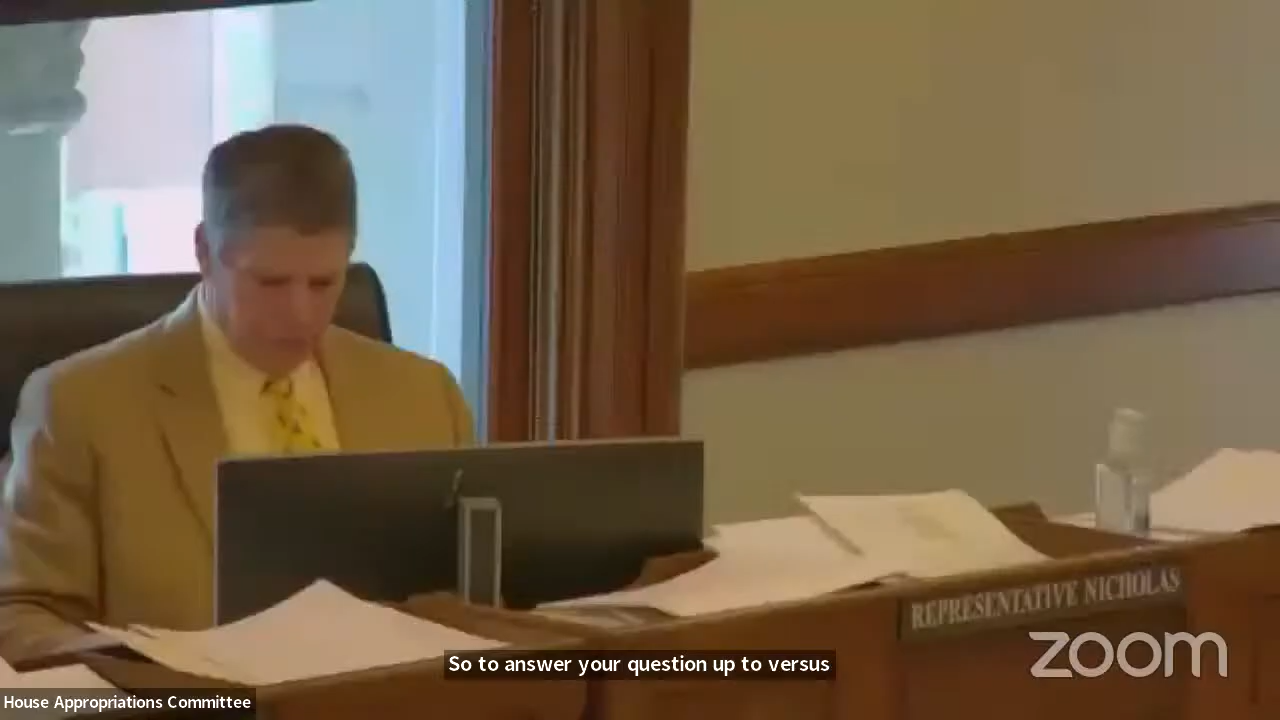 REPRESENTATIVE NICHOLAS
zoom
So to answer your question up to versus
House Appropriations Committee